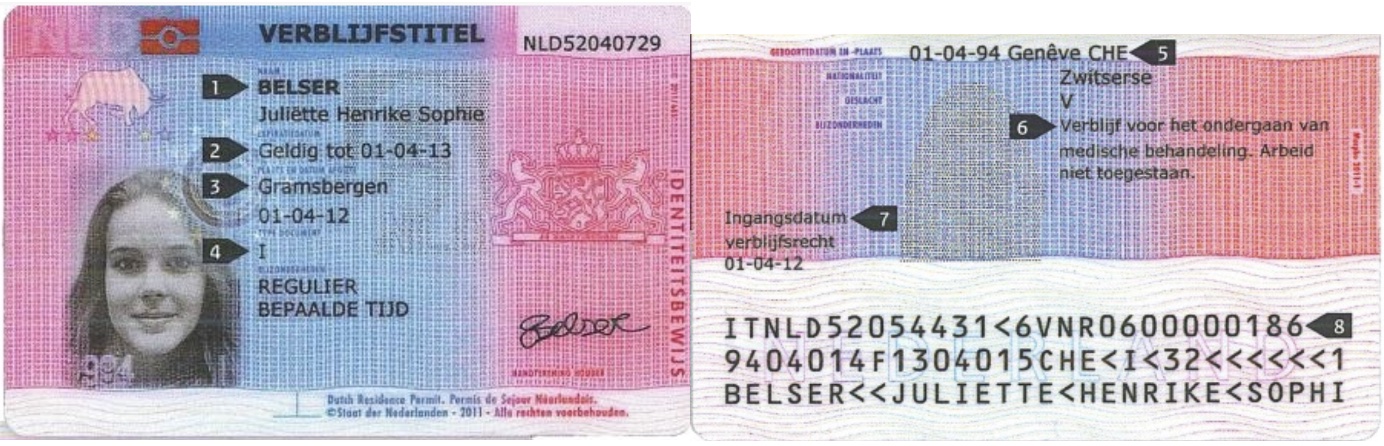 NLD
VERBLIJFSTITEL
NLD52040729
NAAM
1
BELSER
Juliëtte Henrike Sophie
EXPIRATIEDATUM
2
Geldig tot 01-04-13
PLAATS EN DATUM AFGIFTE
3
Gramsbergen
01-04-12
TYPE DOCUMENT
4
I
BIJZONDERHEDEN
REGULIER
BEPAALDE TIJD
1994
HANDTEKENING HOUDER
Belser
IDENTITEITSBEWIJS
Dutch Residence Permit. Permis de Sejour Néerlandais.
©Staat der Nederlanden - 2011 - Alle rechten voorbehouden.
GEBOORTEDATUM EN -PLAATS
01-04-94 Genêve CHE
5
NATIONALITEIT
Zwitserse
GESLACHT
V
BIJZONDERHEDEN
6
Verblijf voor het ondergaan van
medische behandeling. Arbeid
niet toegestaan.
Ingangsdatum
7
verblijfsrecht
01-04-12
NEDERLAND
ITNLD52054431<6VNR0600000186
8
9404014F1304015CHE<I<32<<<<<<1
BELSER<<JULIETTE<HENRIKE<SOPHI